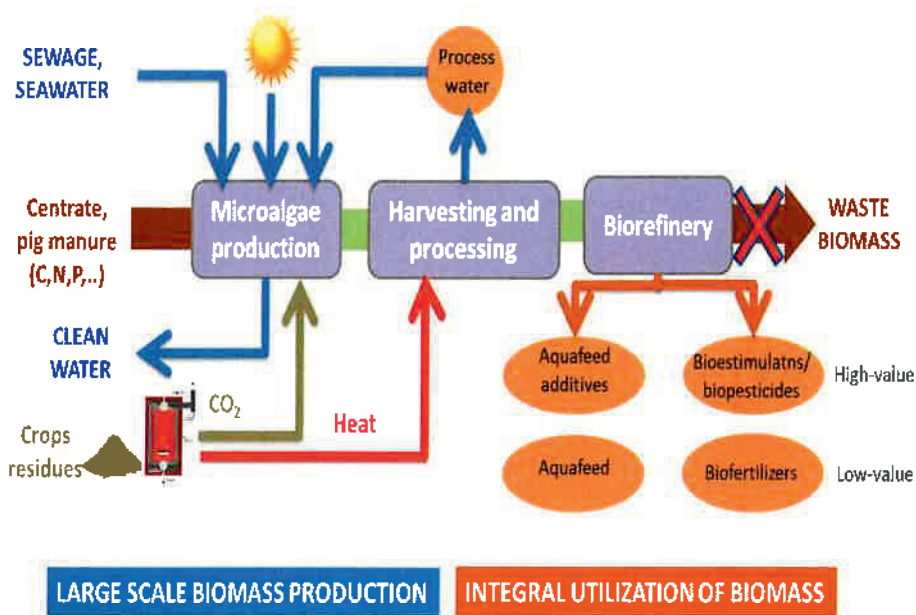 SEWAGE,
SEAWATER
Process
water
Centrate,
pig manure
(C,N,P,..)
Microalgae
production
Harvesting and
processing
Biorefinery
WASTE
BIOMASS
CLEAN
WATER
CO₂
Heat
Crops
residues
Aquafeed
additives
Bioestimulatns/
biopesticides
High-value
Aquafeed
Biofertilizers
Low-value
LARGE SCALE BIOMASS PRODUCTION
INTEGRAL UTILIZATION OF BIOMASS